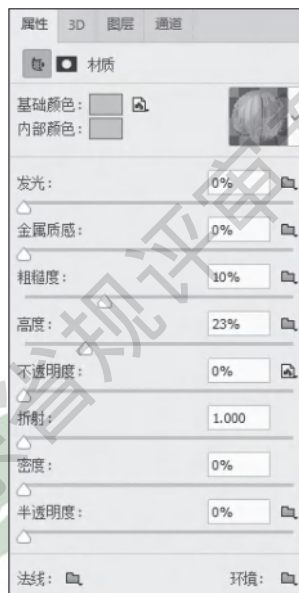 属性 3D 图层 通道
材质
基础颜色：
内部颜色：
发光： 0%
金属质感： 0%
粗糙度： 10%
高度： 23%
不透明度： 0%
折射： 1.000
密度： 0%
半透明度： 0%
法线： 环境：